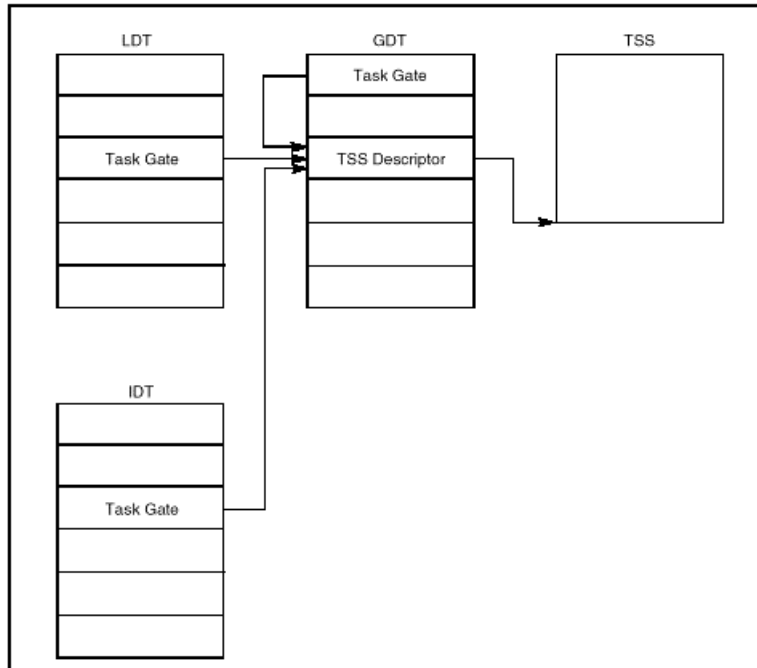 LDT
GDT
TSS
Task Gate
Task Gate
TSS Descriptor
IDT
Task Gate